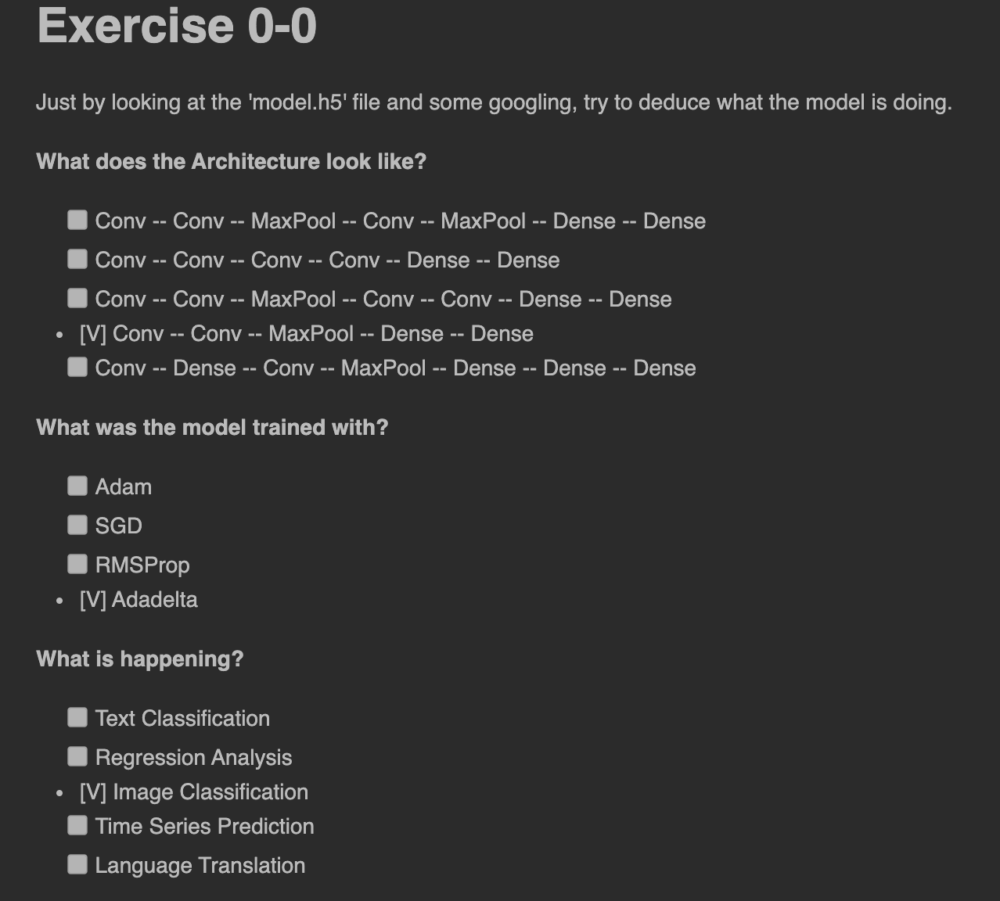 Exercise 0-0
Just by looking at the 'model.h5' file and some googling, try to deduce what the model is doing.
What does the Architecture look like?
Conv -- Conv -- MaxPool -- Conv -- MaxPool -- Dense -- Dense
Conv -- Conv -- Conv -- Conv -- Dense -- Dense
Conv -- Conv -- MaxPool -- Conv -- Conv -- Dense -- Dense
• [V] Conv -- Conv -- MaxPool -- Dense -- Dense
Conv -- Dense -- Conv -- MaxPool -- Dense -- Dense -- Dense
What was the model trained with?
Adam
SGD
RMSProp
• [V] Adadelta
What is happening?
Text Classification
Regression Analysis
• [V] Image Classification
Time Series Prediction
Language Translation